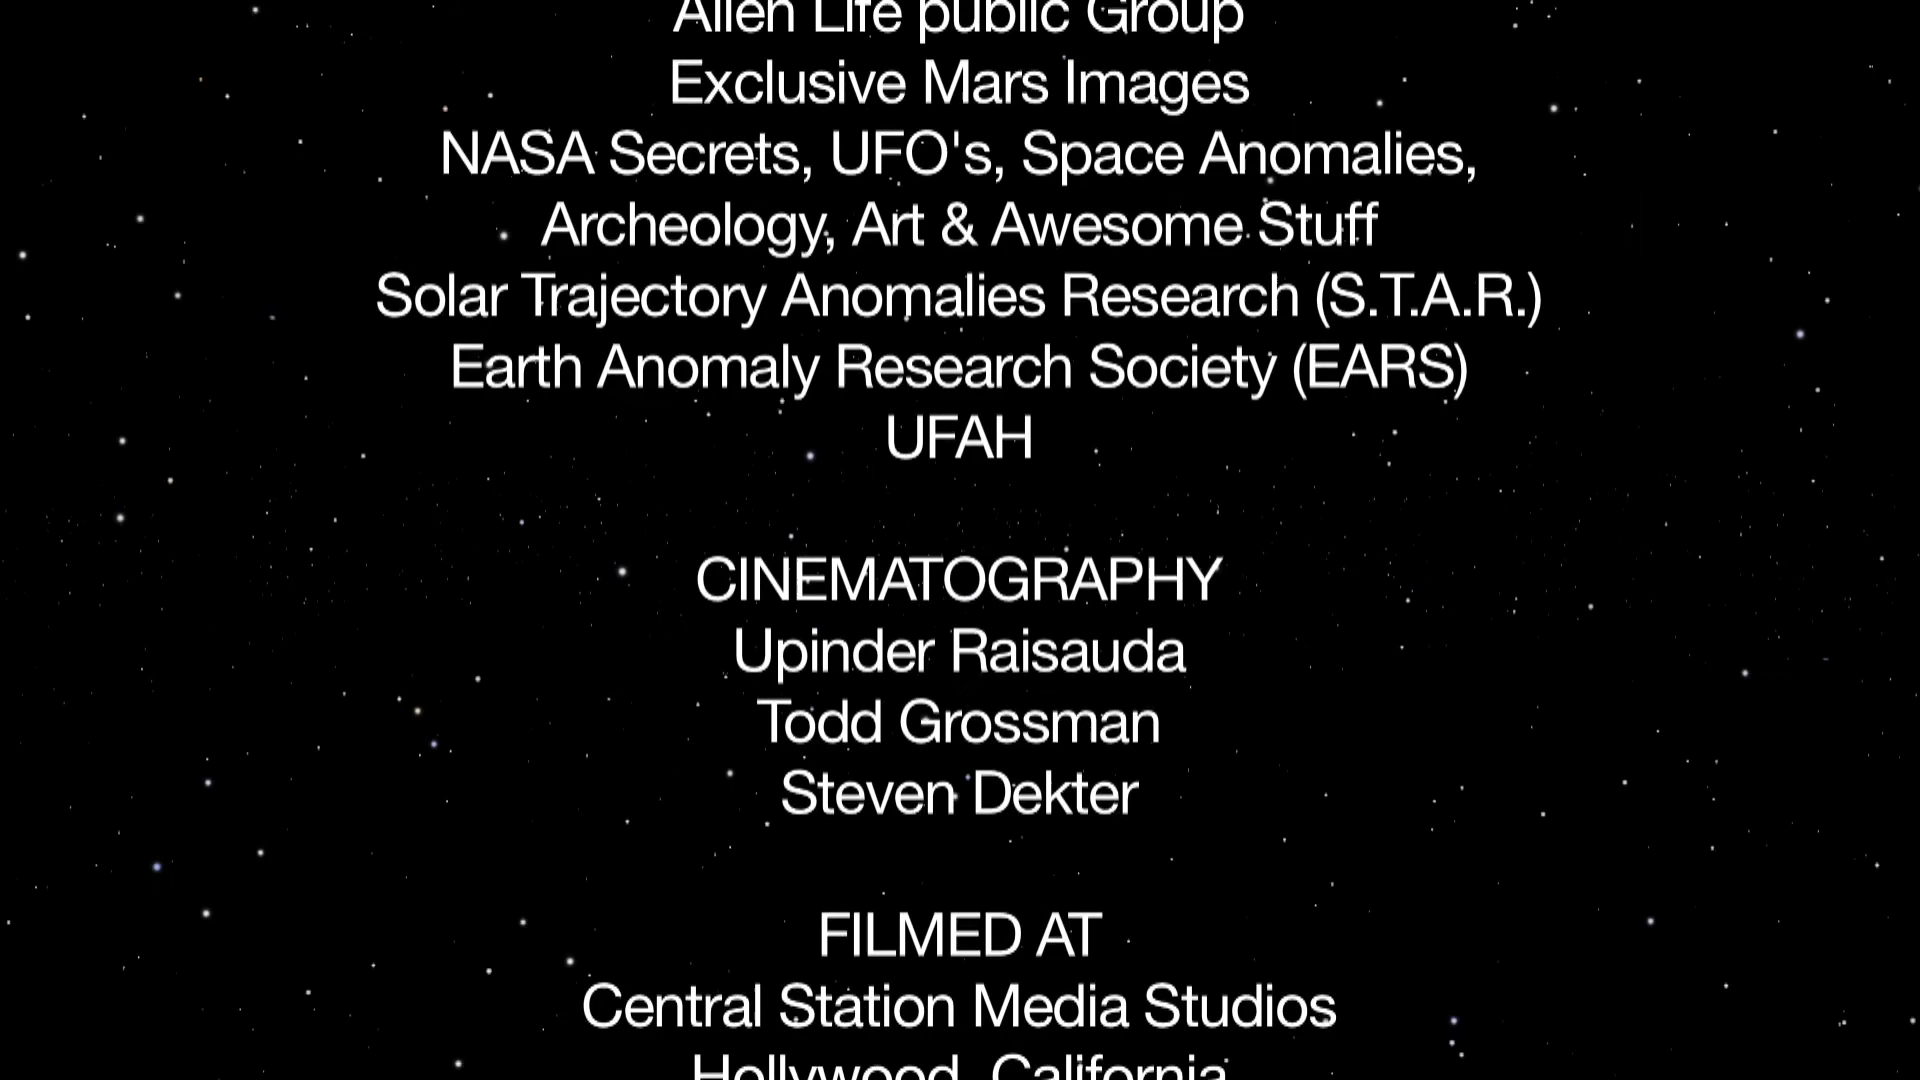 Alien Life public Group
Exclusive Mars Images
NASA Secrets, UFO's, Space Anomalies,
Archeology, Art & Awesome Stuff
Solar Trajectory Anomalies Research (S.T.A.R.)
Earth Anomaly Research Society (EARS)
UFAH
CINEMATOGRAPHY
Upinder Raisauda
Todd Grossman
Steven Dekter
FILMED AT
Central Station Media Studios
Hollywood, California